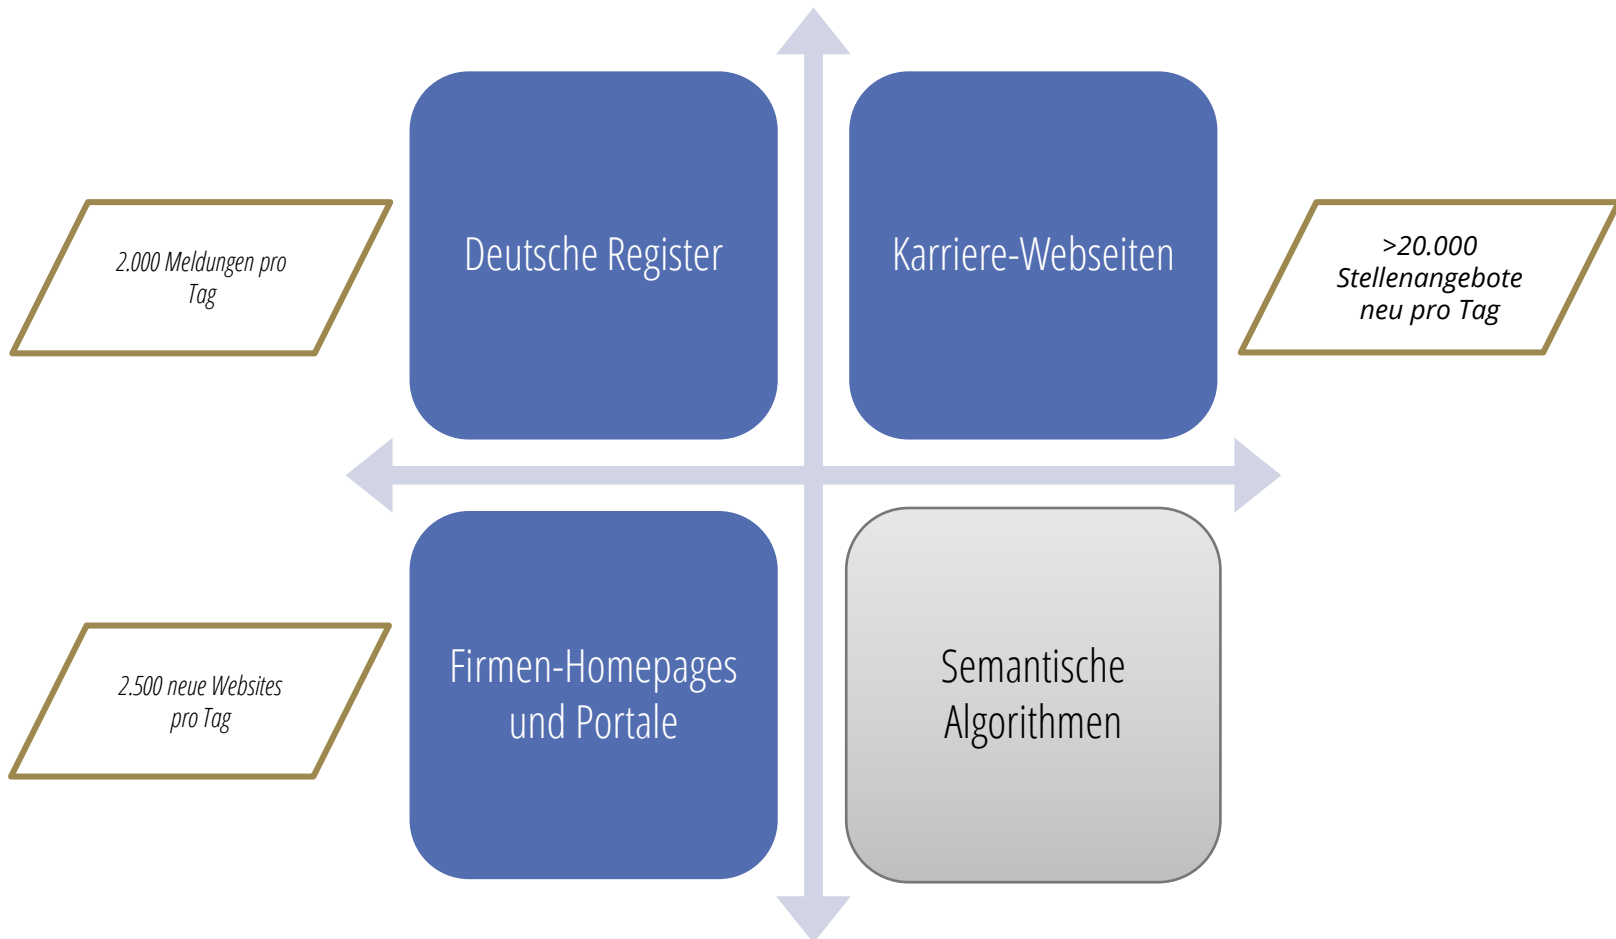 2.000 Meldungen pro
Tag
Deutsche Register
Karriere-Webseiten
>20.000
Stellenangebote
neu pro Tag
2.500 neue Websites
pro Tag
Firmen-Homepages
und Portale
Semantische
Algorithmen